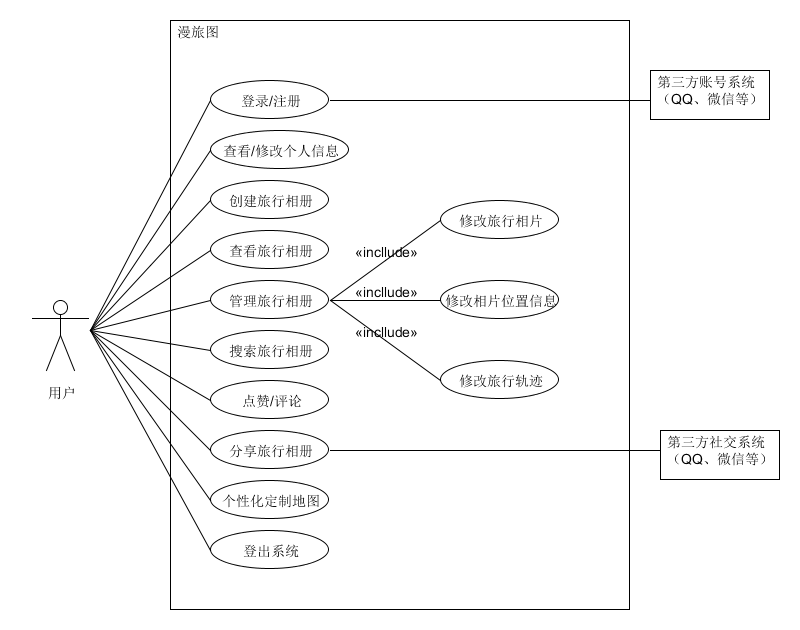 漫旅图
登录/注册
第三方账号系统
（QQ、微信等）
查看/修改个人信息
创建旅行相册
修改旅行相片
查看旅行相册
«incllude»
管理旅行相册
«incllude»
修改相片位置信息
«incllude»
搜索旅行相册
修改旅行轨迹
用户
点赞/评论
分享旅行相册
第三方社交系统
（QQ、微信等）
个性化定制地图
登出系统